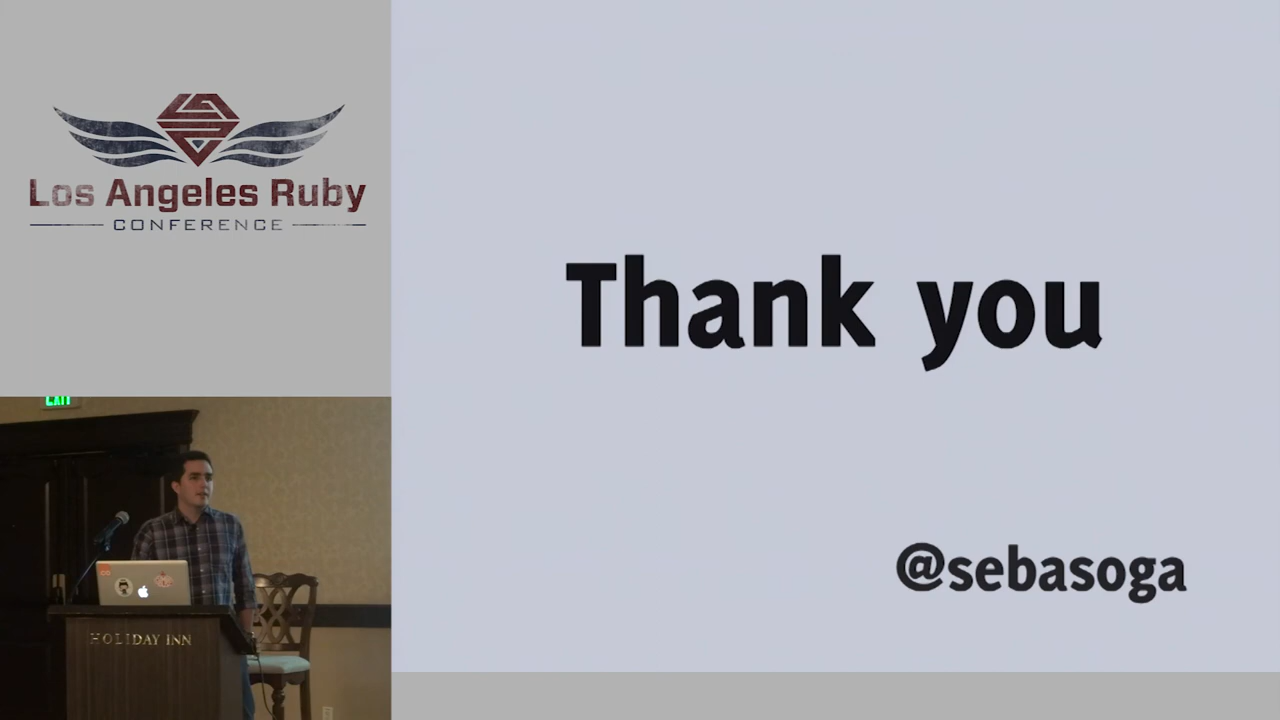 Los Angeles Ruby
CONFERENCE
Thank you
@sebasoga
EXIT
HOLIDAY INN